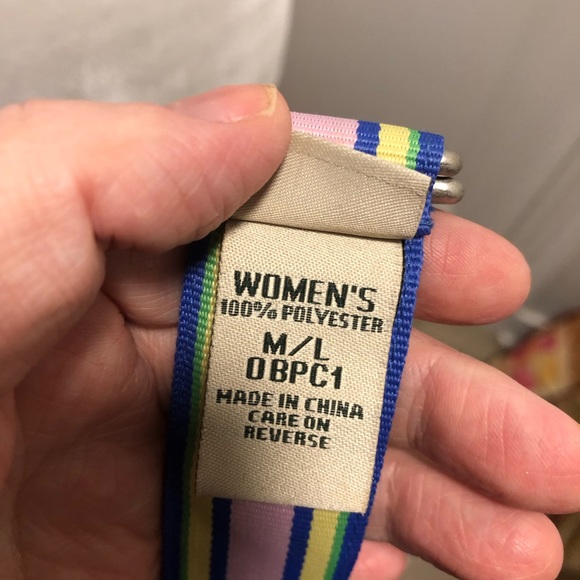 WOMEN'S
100% POLYESTER
M/L
0BPC1
MADE IN CHINA
CARE ON
REVERSE